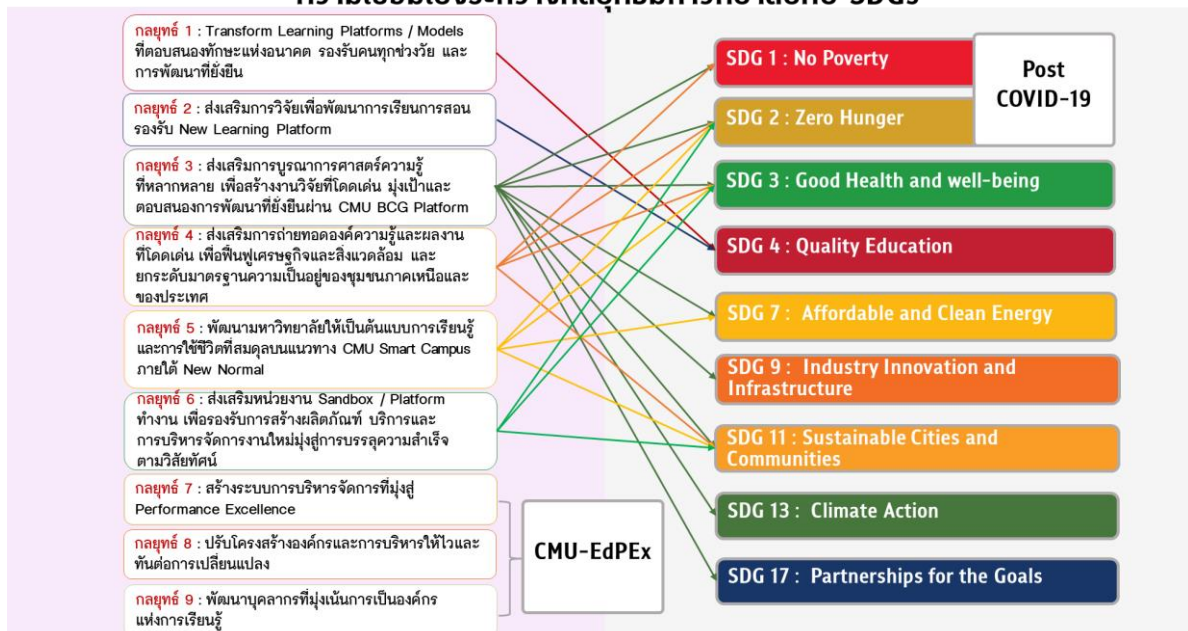 กลยุทธ์ 1 : Transform Learning Platforms / Models
ที่ตอบสนองทักษะแห่งอนาคต รองรับคนทุกช่วงวัย และ
การพัฒนาที่ยั่งยืน
กลยุทธ์ 2 : ส่งเสริมการวิจัยเพื่อพัฒนาการเรียนการสอน
รองรับ New Learning Platform
กลยุทธ์ 3 : ส่งเสริมการบูรณาการศาสตร์ความรู้
ที่หลากหลาย เพื่อสร้างงานวิจัยที่โดดเด่น มุ่งเป้าและ
ตอบสนองการพัฒนาที่ยั่งยืนผ่าน CMU BCG Platform
กลยุทธ์ 4 : ส่งเสริมการถ่ายทอดองค์ความรู้และผลงาน
ที่โดดเด่น เพื่อฟื้นฟูเศรษฐกิจและสิ่งแวดล้อม และ
ยกระดับมาตรฐานความเป็นอยู่ของชุมชนภาคเหนือและ
ของประเทศ
กลยุทธ์ 5 : พัฒนามหาวิทยาลัยให้เป็นต้นแบบการเรียนรู้
และการใช้ชีวิตที่สมดุลบนแนวทาง CMU Smart Campus
ภายใต้ New Normal
กลยุทธ์ 6 : ส่งเสริมหน่วยงาน Sandbox / Platform
ทำงาน เพื่อรองรับการสร้างผลิตภัณฑ์ บริการและ
การบริหารจัดการงานใหม่มุ่งสู่การบรรลุความสำเร็จ
ตามวิสัยทัศน์
กลยุทธ์ 7 : สร้างระบบการบริหารจัดการที่มุ่งสู่
Performance Excellence
กลยุทธ์ 8 : ปรับโครงสร้างองค์กรและการบริหารให้ไวและ
ทันต่อการเปลี่ยนแปลง
กลยุทธ์ 9 : พัฒนาบุคลากรที่มุ่งเน้นการเป็นองค์กร
แห่งการเรียนรู้
CMU-EdPEx
SDG 1 : No Poverty
SDG 2 : Zero Hunger
Post
COVID-19
SDG 3 : Good Health and well-being
SDG 4 : Quality Education
SDG 7 : Affordable and Clean Energy
SDG 9 : Industry Innovation and
Infrastructure
SDG 11 : Sustainable Cities and
Communities
SDG 13 : Climate Action
SDG 17 : Partnerships for the Goals